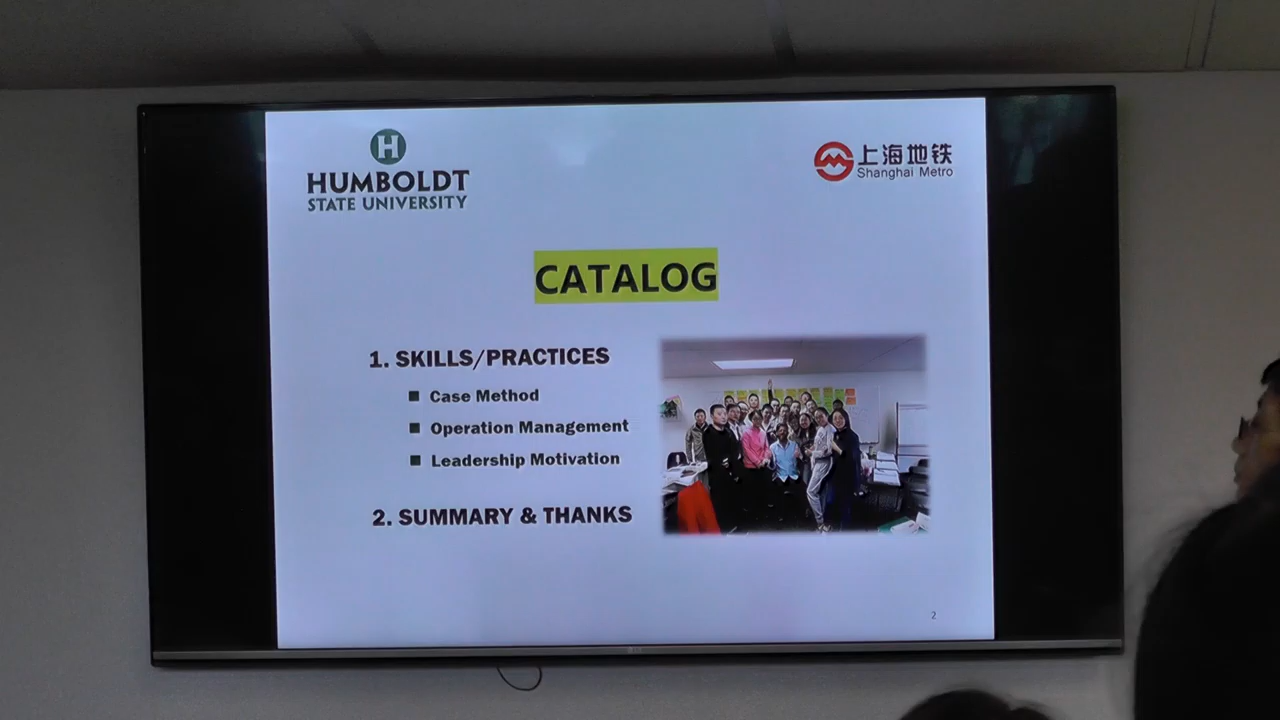 H
HUMBOLDT
STATE UNIVERSITY
上海地铁
Shanghai Metro
CATALOG
1. SKILLS/PRACTICES
Case Method
Operation Management
Leadership Motivation
2. SUMMARY & THANKS
2